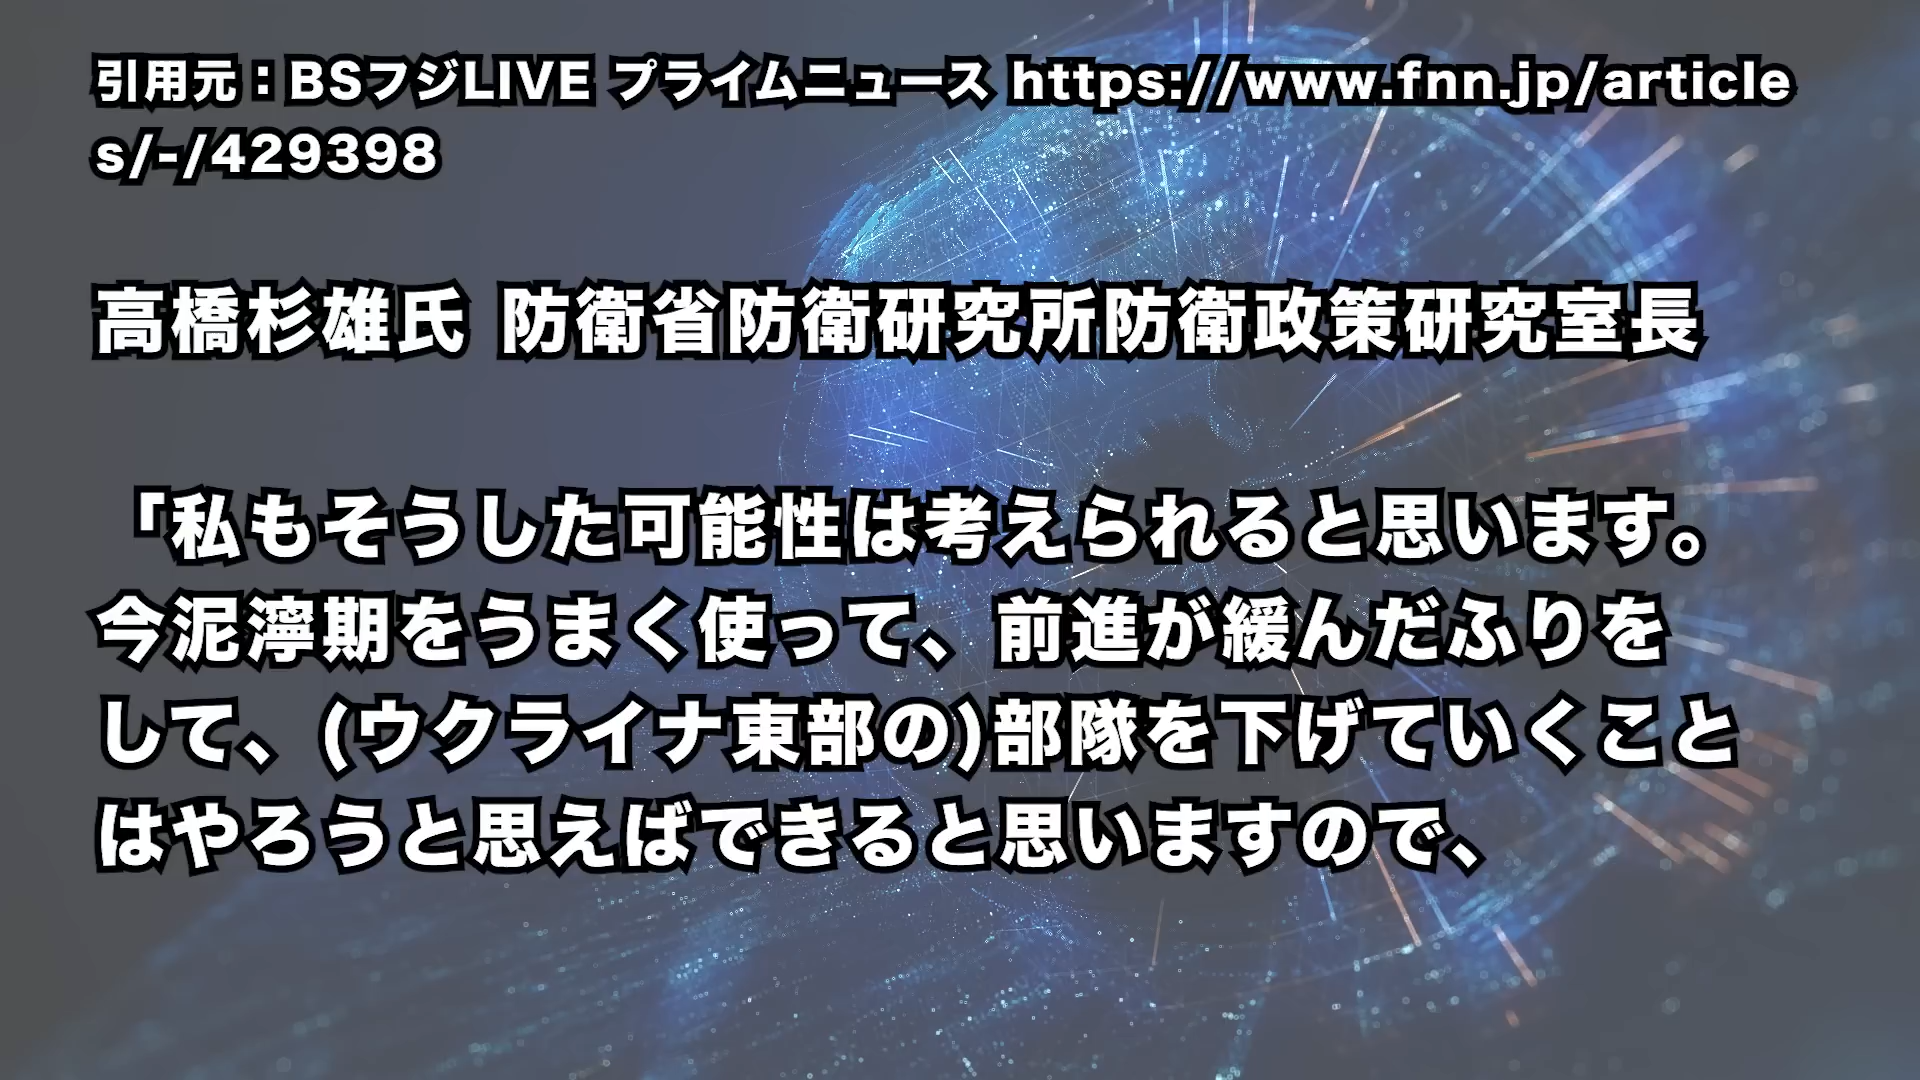 引用元：BSフジLIVE プライムニュース https://www.fnn.jp/article
s/-/429398
高橋杉雄氏 防衛省防衛研究所防衛政策研究室長
「私もそうした可能性は考えられると思います。
今泥濘期をうまく使って、前進が緩んだふりを
して、(ウクライナ東部の)部隊を下げていくこと
はやろうと思えばできると思いますので、